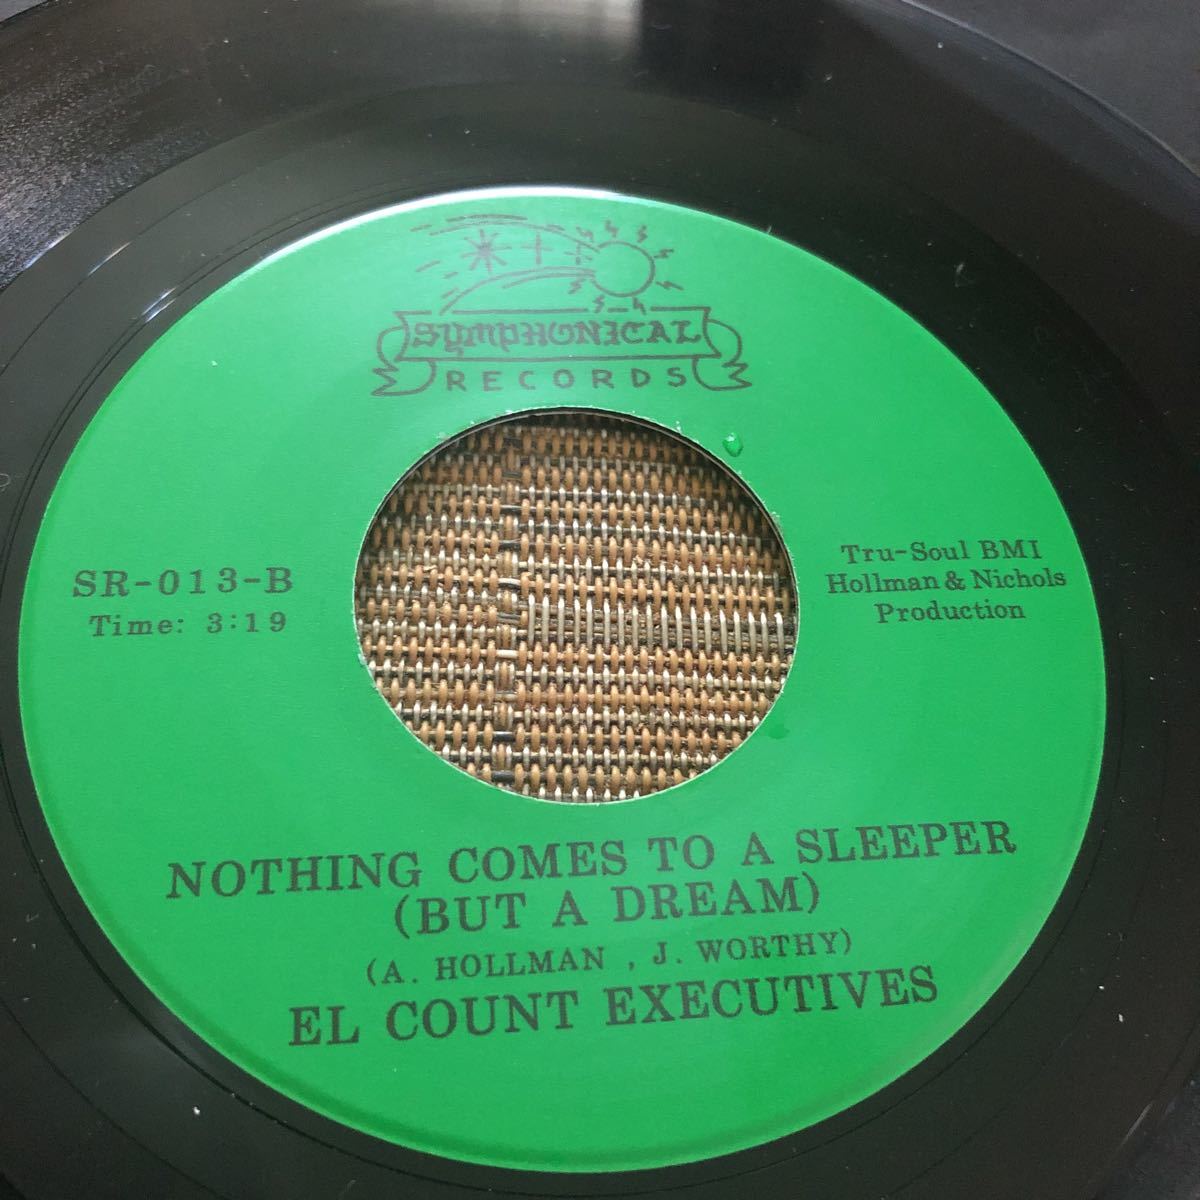 SYMPHONICAL
RECORDS
SR-013-B
Time: 3:19
Tru-Soul BMI
Hollman & Nichols
Production
NOTHING COMES TO A SLEEPER
(BUT A DREAM)
(A. HOLLMAN , J. WORTHY)
EL COUNT EXECUTIVES